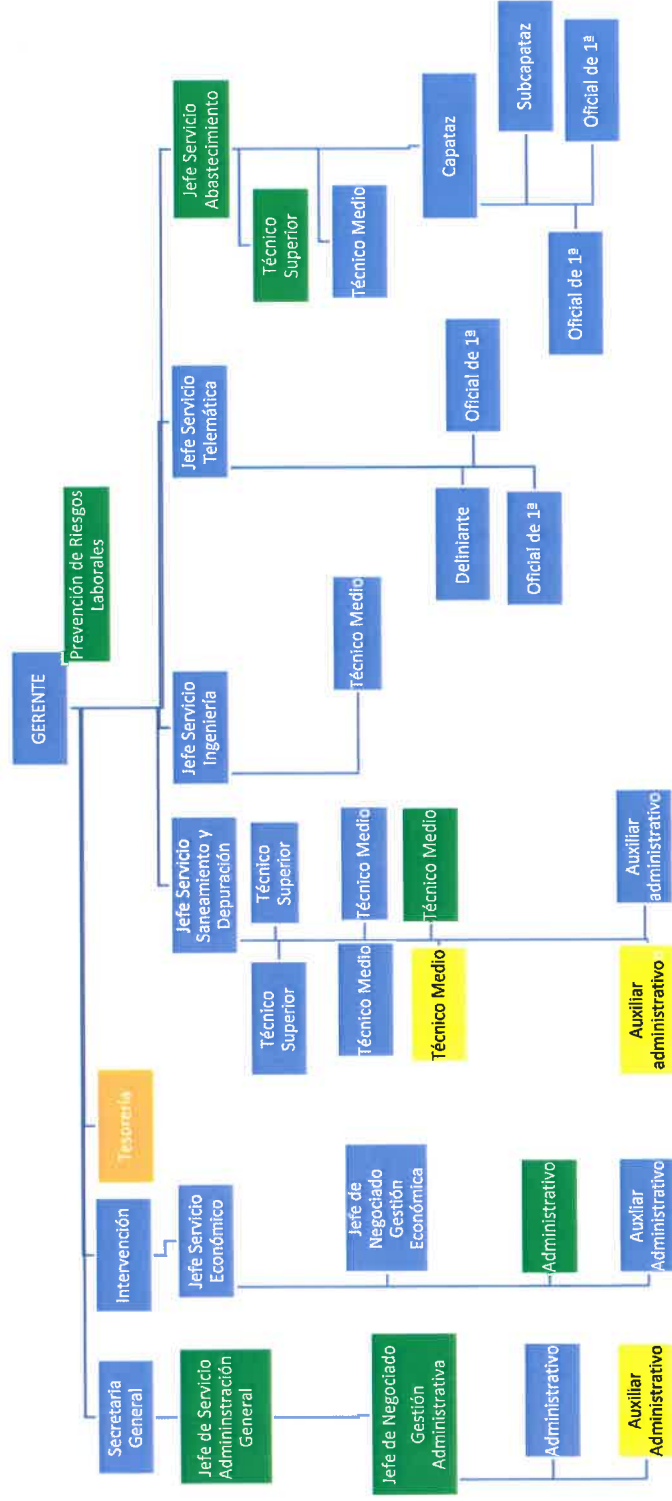 GERENTE
Prevención de Riesgos
Laborales
Secretaria
General
Intervención
Tesorería
Jefe de Servicio
Admininstración
General
Jefe Servicio
Económico
Jefe Servicio
Saneamiento y
Depuración
Jefe Servicio
Ingeniería
Jefe Servicio
Telemática
Jefe Servicio
Abastecimiento
Técnico
Superior
Técnico
Superior
Técnico
Superior
Técnico Medio
Técnico Medio
Técnico Medio
Técnico Medio
Técnico Medio
Técnico Medio
Jefe de Negociado
Gestión
Administrativa
Jefe de
Negociado
Gestión
Económica
Capataz
Deliniante
Oficial de 1ª
Oficial de 1ª
Subcapataz
Oficial de 1ª
Oficial de 1ª
Administrativo
Administrativo
Auxiliar
Administrativo
Auxliar
Administrativo
Auxiliar
administrativo
Auxiliar
administrativo